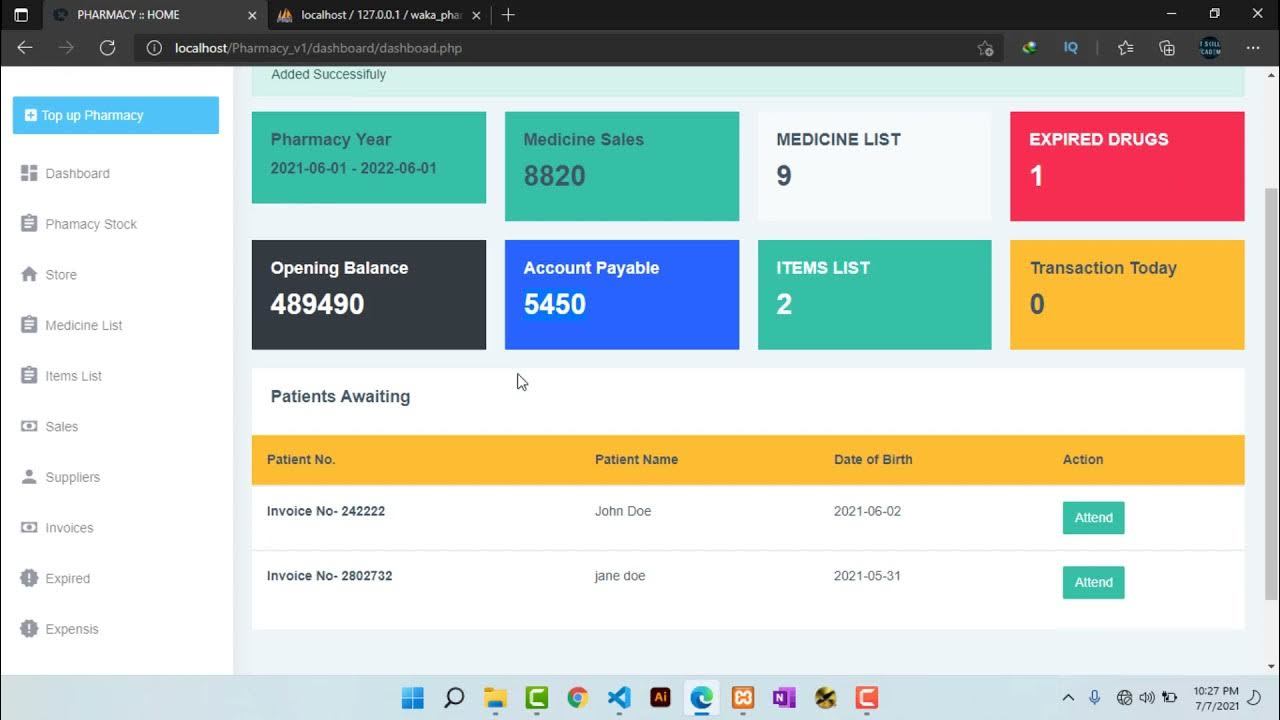 PHARMACY :: HOME
localhost / 127.0.0.1 / waka_phar
localhost/Pharmacy_v1/dashboard/dashboad.php
IQ
Added Successifuly
Top up Pharmacy
Dashboard
Phamacy Stock
Store
Medicine List
Items List
Sales
Suppliers
Invoices
Expired
Expensis
Pharmacy Year
2021-06-01 - 2022-06-01
Medicine Sales
8820
MEDICINE LIST
9
EXPIRED DRUGS
1
Opening Balance
489490
Account Payable
5450
ITEMS LIST
2
Transaction Today
0
Patients Awaiting
Patient No. Patient Name Date of Birth Action
Invoice No- 242222 John Doe 2021-06-02 Attend
Invoice No- 2802732 jane doe 2021-05-31 Attend
Ai
10:27 PM
7/7/2021